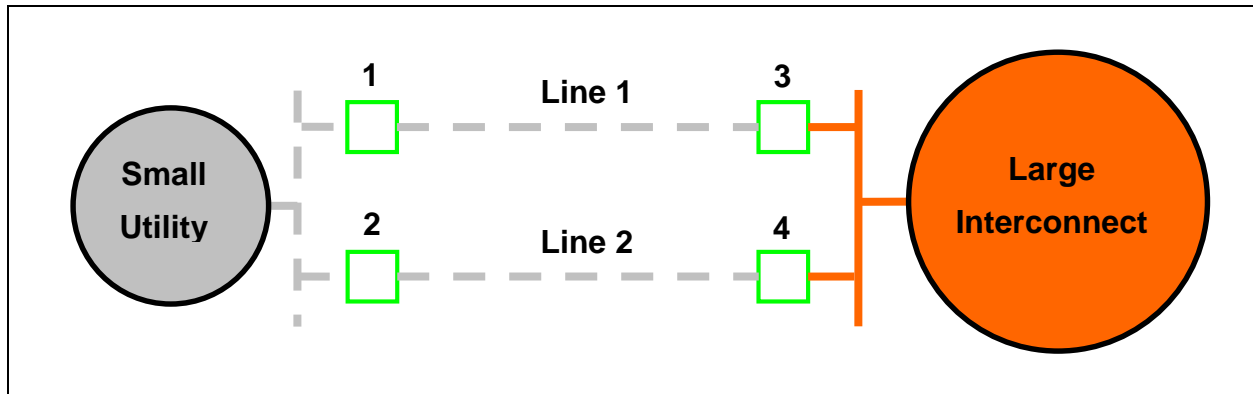 1
Line 1
3
Small
Utility
Large
Interconnect
2
Line 2
4